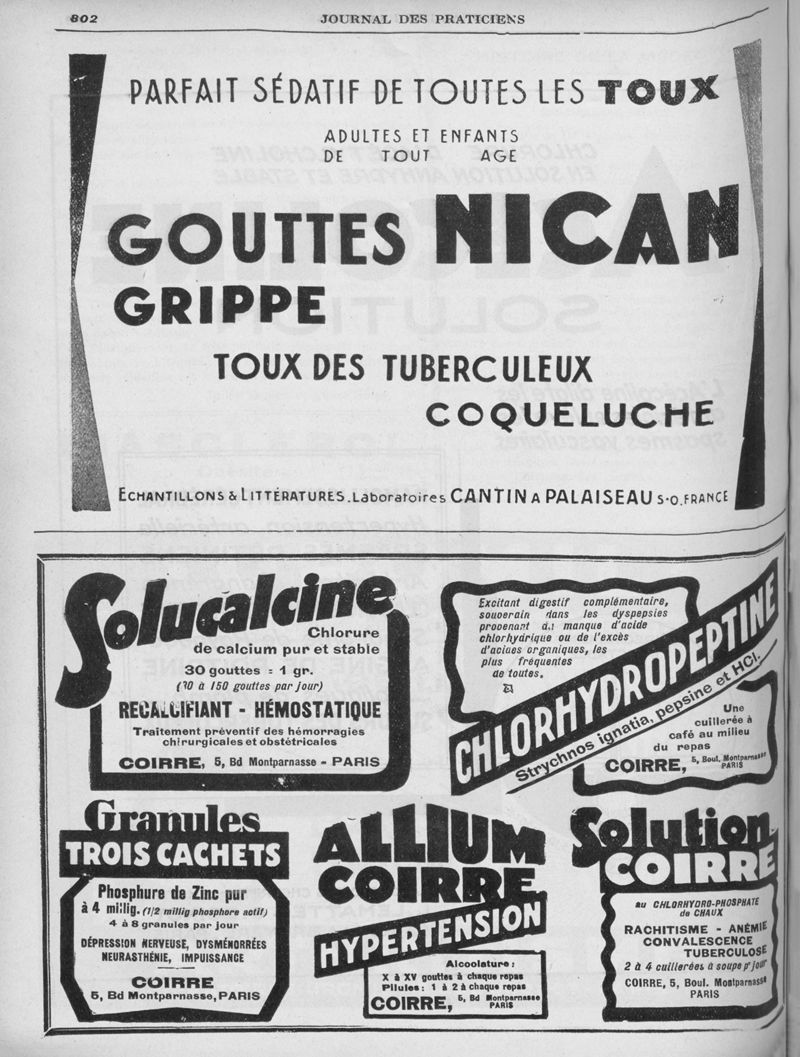 802
JOURNAL DES PRATICIENS
PARFAIT SÉDATIF DE TOUTES LES TOUX
ADULTES ET ENFANTS
DE TOUT AGE
GOUTTES NICAN
GRIPPE
TOUX DES TUBERCULEUX
COQUELUCHE
ECHANTILLONS & LITTÉRATURES.Laboratoires CANTIN A PALAISEAU S.O.FRANCE
Solucalcine
Chlorure
de calcium pur et stable
30 gouttes = 1 gr.
(30 à 150 gouttes par jour)
RECALCIFIANT - HÉMOSTATIQUE
Traitement préventif des hémorragies
chirurgicales et obstétricales
COIRRE, 5, Bd Montparnasse - PARIS
Excitant digestif complémentaire,
souverain dans les dyspepsies
provenant du manque d'acide
chlorhydrique ou de l'excès
d'acides organiques, les
plus fréquentes
de toutes.
CHLORHYDROPEPTINE
Strychnos ignatia, pepsine et HCl.
Une
cuillerée à
café au milieu
du repas
COIRRE, 5, Boul. Montparnasse
PARIS
Granules
TROIS CACHETS
Phosphure de Zinc pur
à 4 millig. (1/2 millig phosphore actif)
4 à 8 granules par jour
DÉPRESSION NERVEUSE, DYSMÉNORRÉES
NEURASTHÉNIE, IMPUISSANCE
COIRRE
5, Bd Montparnasse, PARIS
ALLIUM
COIRRE
HYPERTENSION
Alcoolature :
X à XV gouttes à chaque repas
Pilules : 1 à 2 à chaque repas
COIRRE, 5, Bd Montparnasse
PARIS
Solution
COIRRE
au CHLORHYDRO-PHOSPHATE
de CHAUX
RACHITISME - ANÉMIE
CONVALESCENCE
TUBERCULOSE
2 à 4 cuillerées à soupe pr jour
COIRRE, 5, Boul. Montparnasse
PARIS